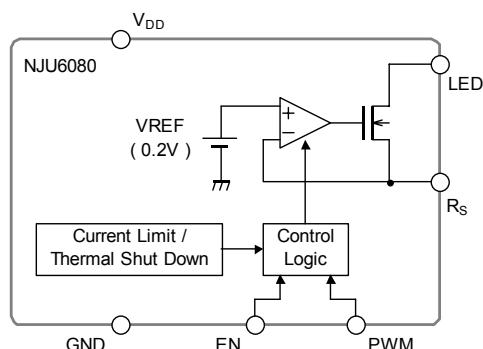 VDD
NJU6080
LED
VREF
( 0.2V )
+
−
RS
Current Limit /
Thermal Shut Down
Control
Logic
GND
EN
PWM